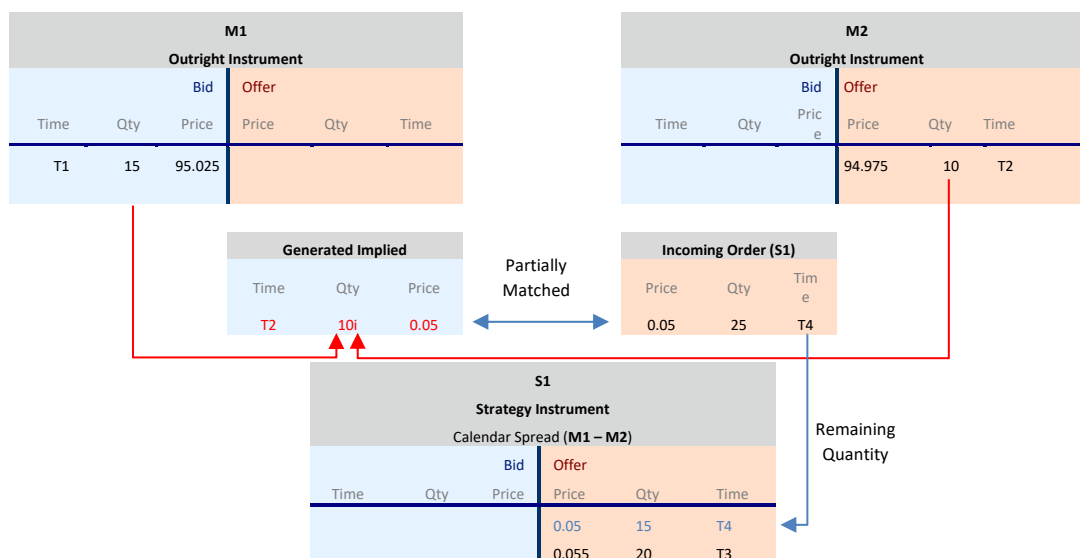 M1
Outright Instrument
Bid Offer
Time Qty Price Price Qty Time
T1 15 95.025
M2
Outright Instrument
Bid Offer
Time Qty Pric
e Price Qty Time
94.975 10 T2
Generated Implied
Time Qty Price
T2 10i 0.05
Partially
Matched
Incoming Order (S1)
Price Qty Tim
e
0.05 25 T4
S1
Strategy Instrument
Calendar Spread (M1 – M2)
Bid Offer
Time Qty Price Price Qty Time
0.05 15 T4
0.055 20 T3
Remaining
Quantity